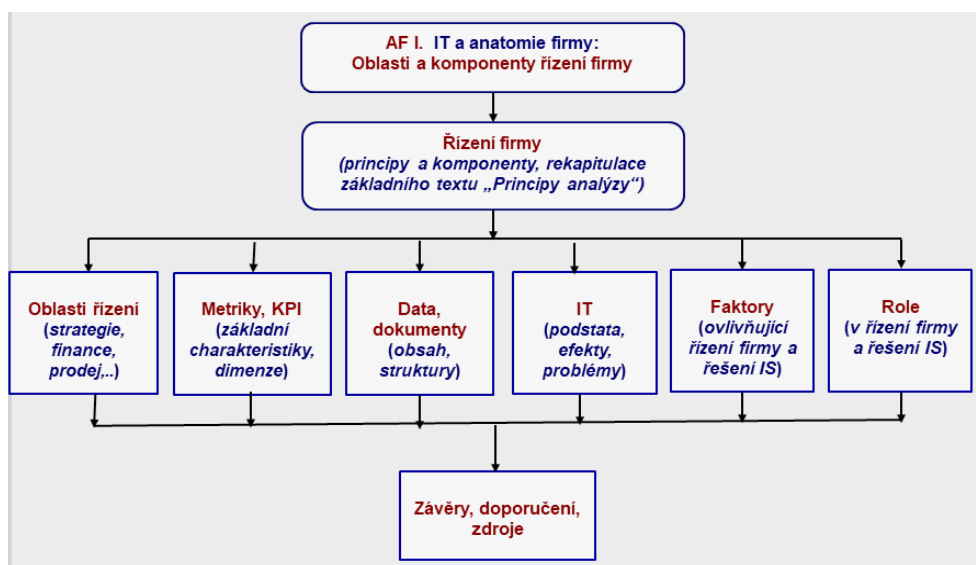 AF I. IT a anatomie firmy:
Oblasti a komponenty řízení firmy
Řízení firmy
(principy a komponenty, rekapitulace
základního textu „Principy analýzy“)
Oblasti řízení
(strategie,
finance,
prodej,..)
Metriky, KPI
(základní
charakteristiky,
dimenze)
Data,
dokumenty
(obsah,
struktury)
IT
(podstata,
efekty,
problémy)
Faktory
(ovlivňující
řízení firmy a
řešení IS)
Role
(v řízení firmy
a řešení IS)
Závěry, doporučení,
zdroje